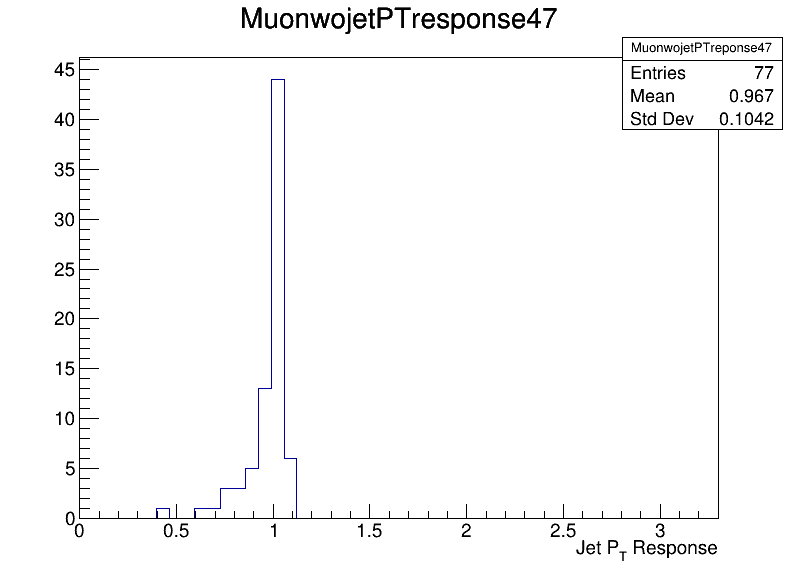 MuonwojetPTresponse47
MuonwojetPTreponse47
Entries 77
Mean 0.967
Std Dev 0.1042
45
40
35
30
25
20
15
10
5
0
0 0.5 1 1.5 2 2.5 3
Jet PT Response